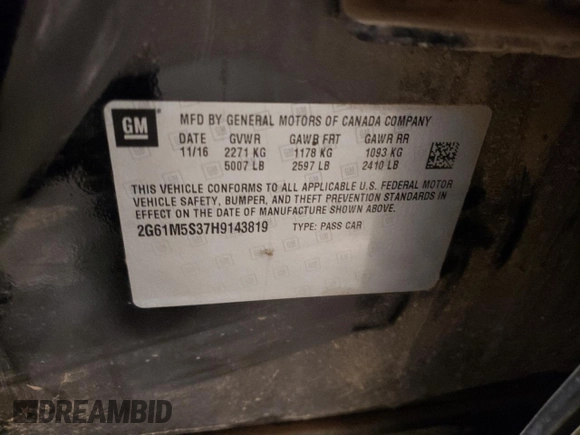 GM
MFD BY GENERAL MOTORS OF CANADA COMPANY
DATE GVWR GAWR FRT GAWR RR
11/16 2271 KG 1178 KG 1093 KG
5007 LB 2597 LB 2410 LB
THIS VEHICLE CONFORMS TO ALL APPLICABLE U.S. FEDERAL MOTOR
VEHICLE SAFETY, BUMPER, AND THEFT PREVENTION STANDARDS IN
EFFECT ON THE DATE OF MANUFACTURE SHOWN ABOVE.
2G61M5S37H9143819 TYPE: PASS CAR
DREAMBID